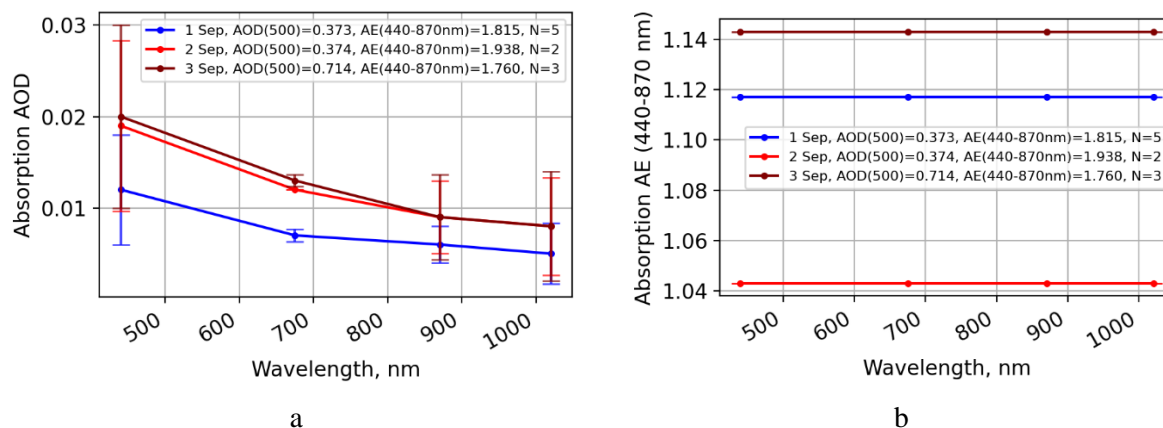 Absorption AOD
0.03
0.02
0.01
1 Sep, AOD(500)=0.373, AE(440-870nm)=1.815, N=5
2 Sep, AOD(500)=0.374, AE(440-870nm)=1.938, N=2
3 Sep, AOD(500)=0.714, AE(440-870nm)=1.760, N=3
500 600 700 800 900 1000
Wavelength, nm
a
Absorption AE (440-870 nm)
1.14
1.12
1.10
1.08
1.06
1.04
1 Sep, AOD(500)=0.373, AE(440-870nm)=1.815, N=5
2 Sep, AOD(500)=0.374, AE(440-870nm)=1.938, N=2
3 Sep, AOD(500)=0.714, AE(440-870nm)=1.760, N=3
500 600 700 800 900 1000
Wavelength, nm
b